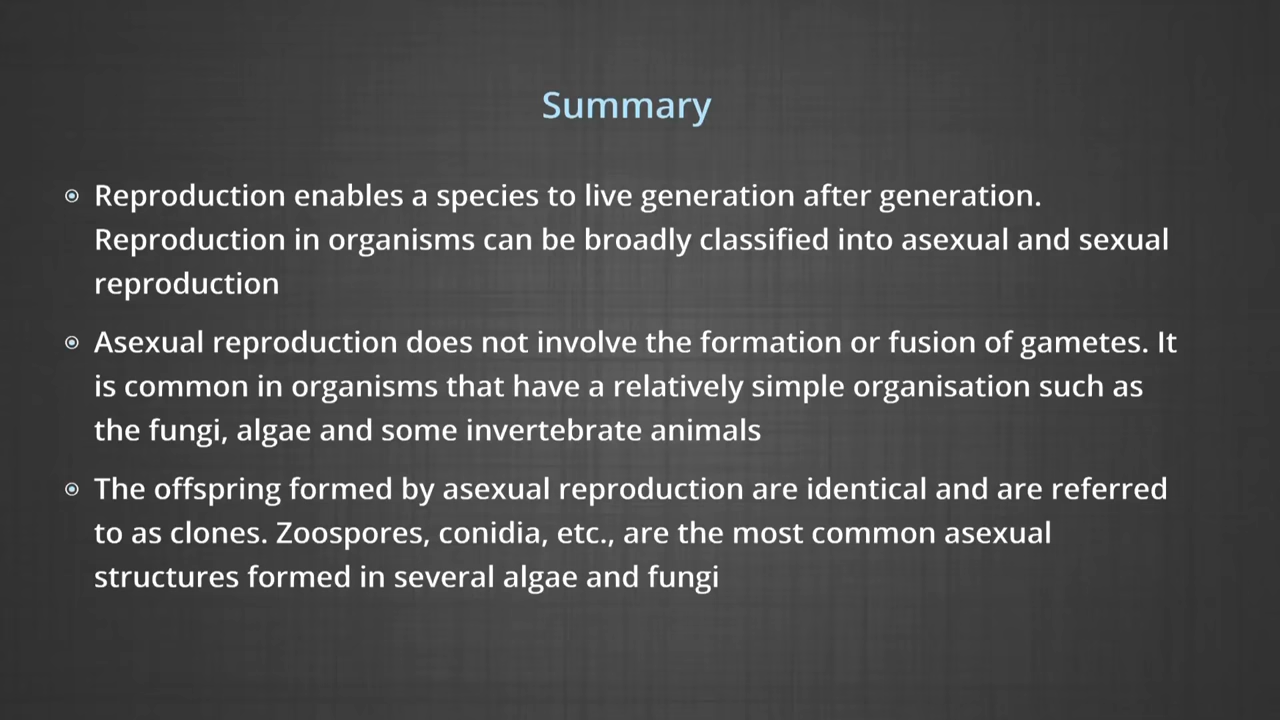 Summary
Reproduction enables a species to live generation after generation.
Reproduction in organisms can be broadly classified into asexual and sexual
reproduction
Asexual reproduction does not involve the formation or fusion of gametes. It
is common in organisms that have a relatively simple organisation such as
the fungi, algae and some invertebrate animals
The offspring formed by asexual reproduction are identical and are referred
to as clones. Zoospores, conidia, etc., are the most common asexual
structures formed in several algae and fungi